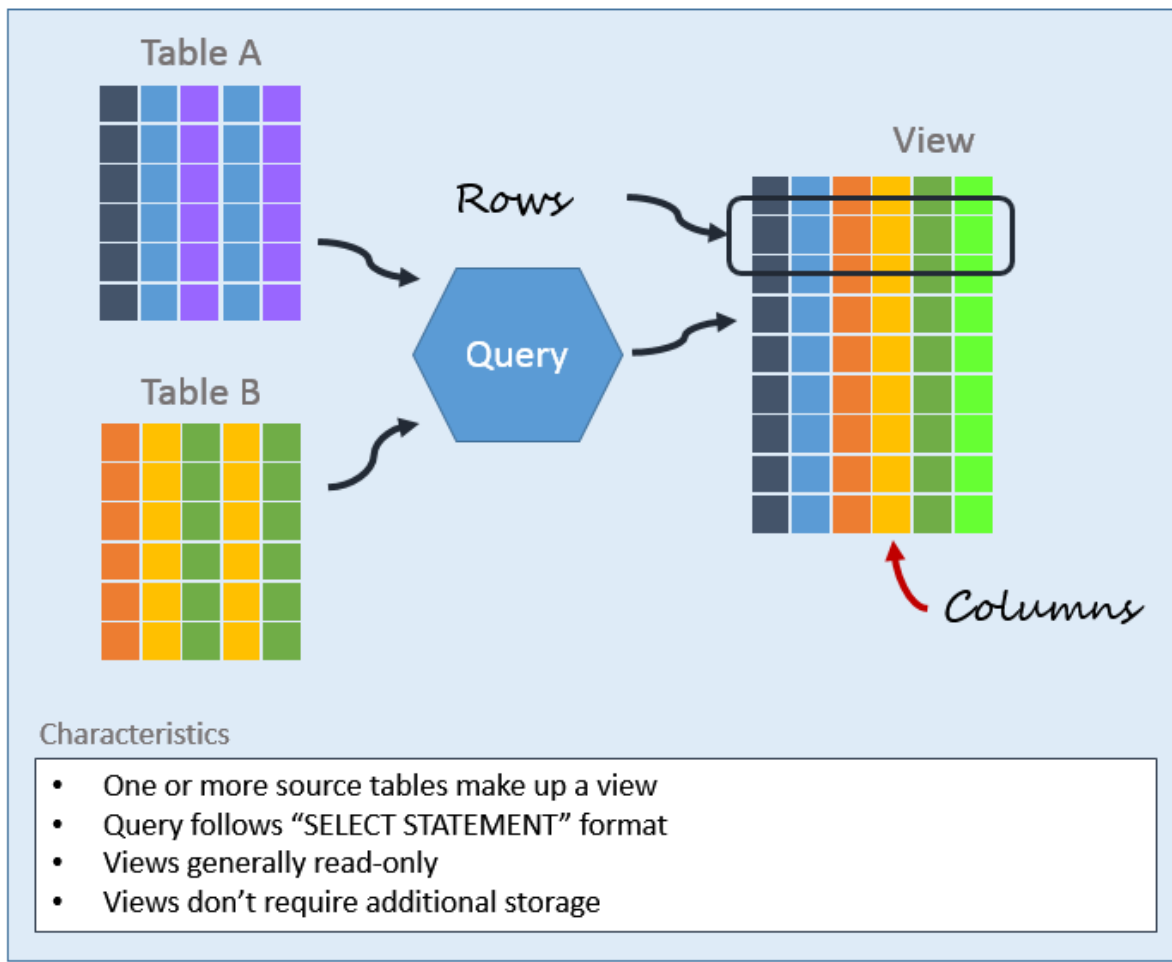 Table A
View
Rows
Query
Table B
Columns
Characteristics
• One or more source tables make up a view
• Query follows “SELECT STATEMENT” format
• Views generally read-only
• Views don’t require additional storage